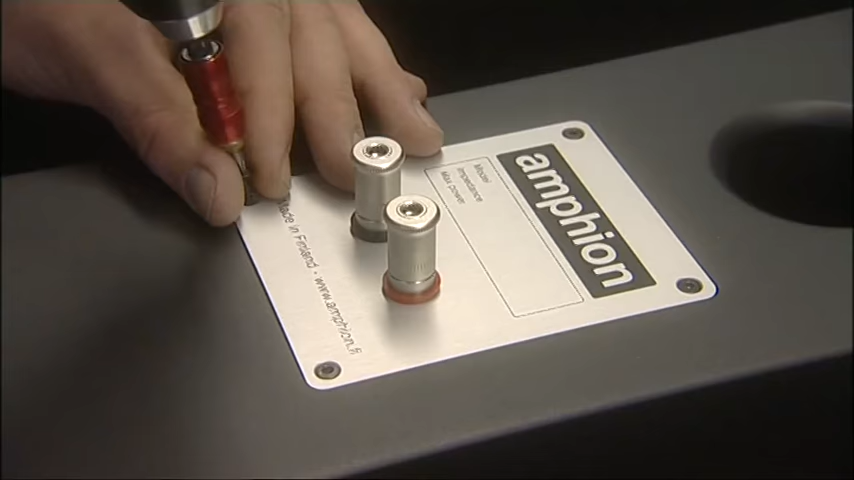 amphion
Model
Impedance
Max power
Made in Finland - www.amphion.fi